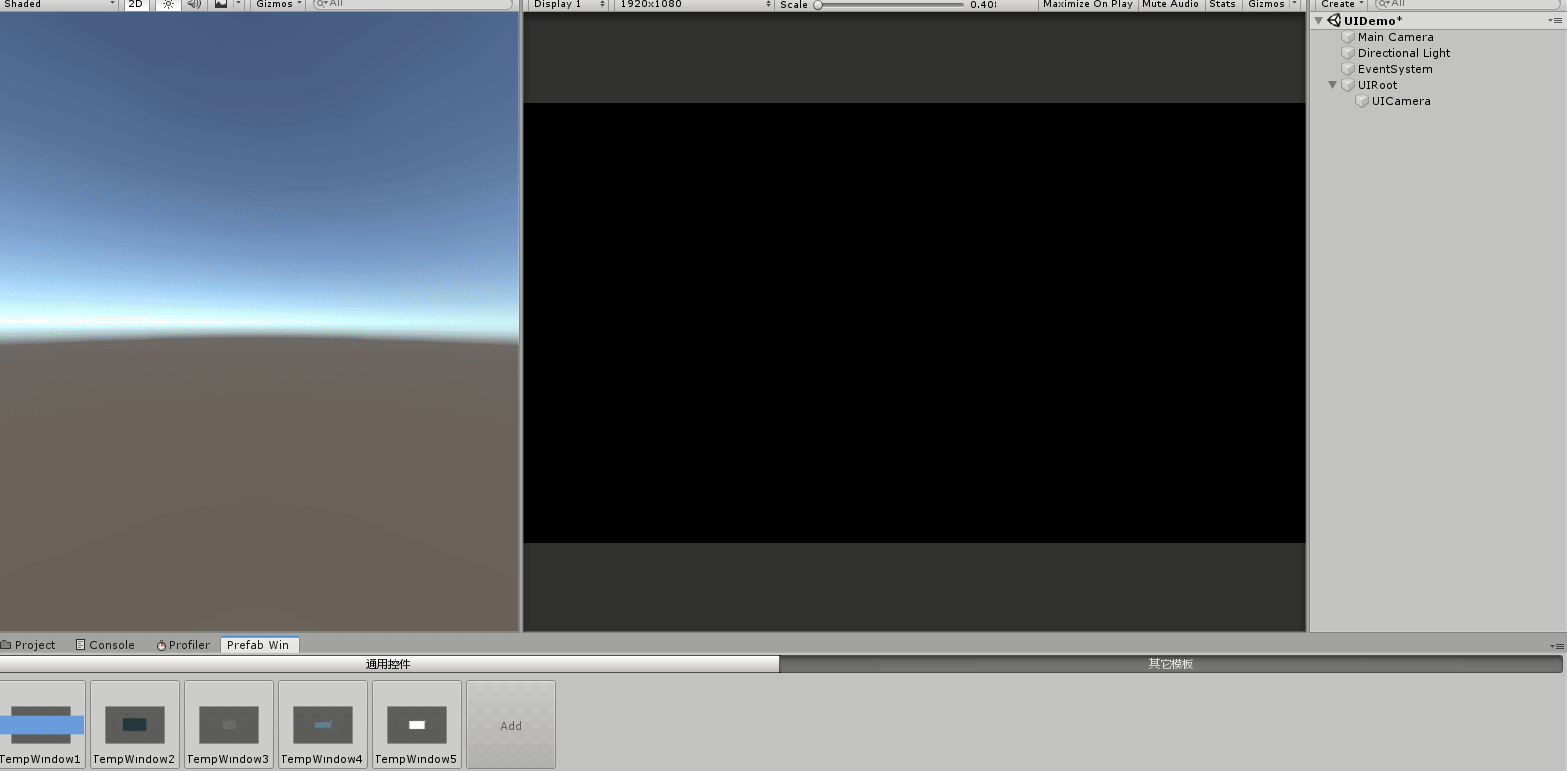 Shaded 2D Gizmos All
Display 1 1920x1080 Scale 0.40 Maximize On Play Mute Audio Stats Gizmos
Create All
UIDemo*
Main Camera
Directional Light
EventSystem
UIRoot
UICamera
Project Console Profiler Prefab Win
通用控件 其它模板
Add
TempWindow1 TempWindow2 TempWindow3 TempWindow4 TempWindow5